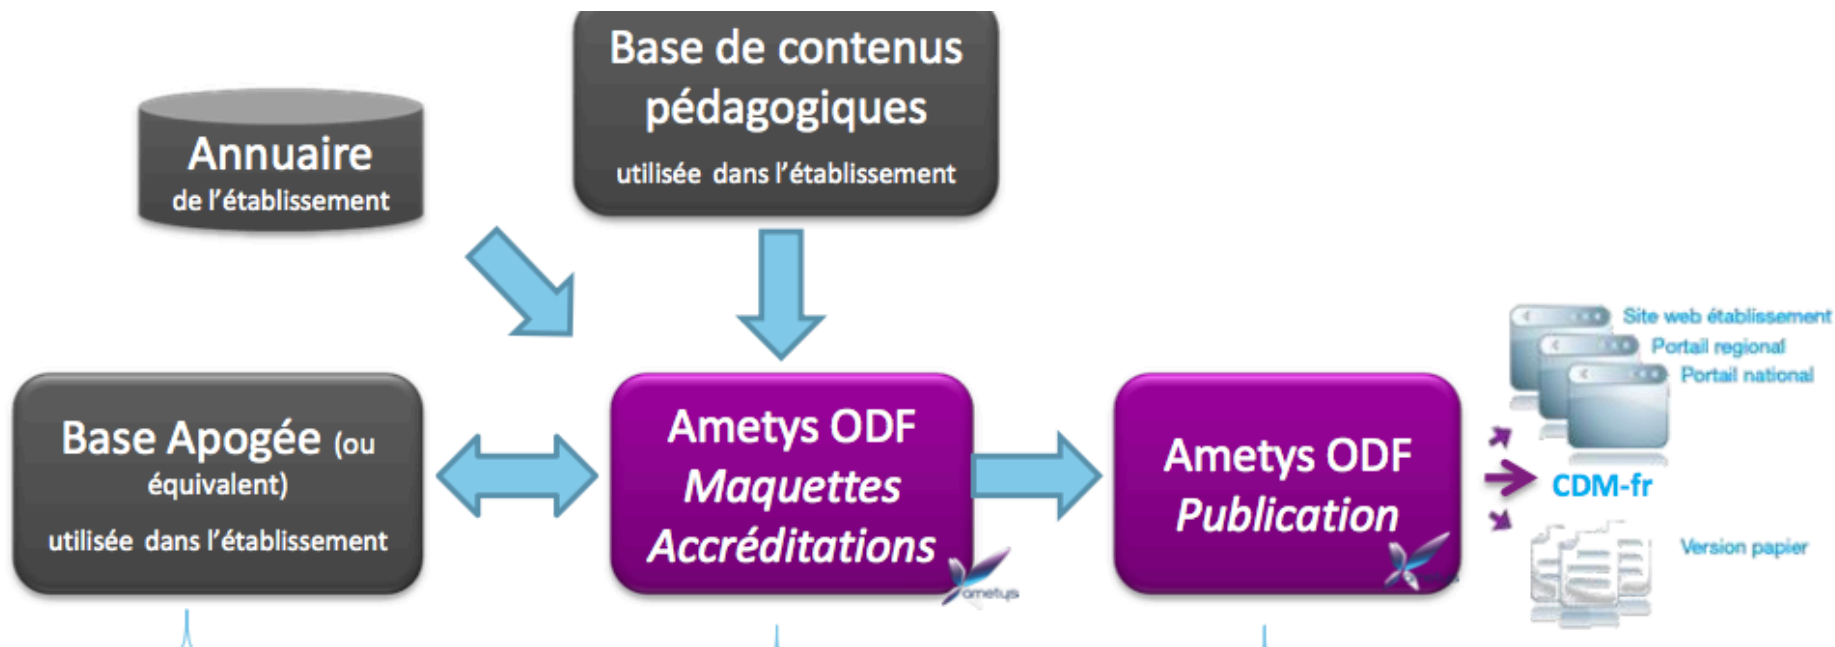 Base de contenus
pédagogiques
utilisée dans l'établissement
Annuaire
de l'établissement
Base Apogée (ou
équivalent)
utilisée dans l'établissement
Ametys ODF
Maquettes
Accréditations
ametys
Ametys ODF
Publication
Site web établissement
Portail regional
Portail national
CDM-fr
Version papier